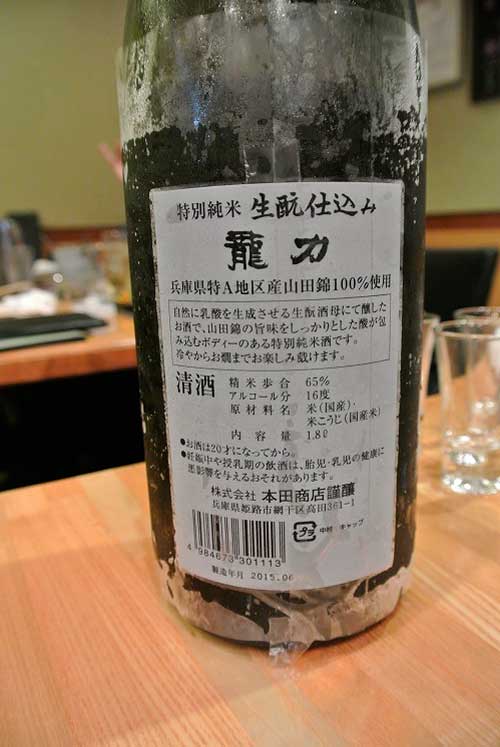 特別純米 生酛仕込み
龍力
兵庫県特A地区産山田錦100%使用
自然に乳酸を生成させる生酛酒母にて醸した
お酒で、山田錦の旨味をしっかりとした酸が包
み込むボディーのある特別純米酒です。
冷やからお燗までお楽しみ戴けます。
清酒 精米歩合 65%
アルコール分 16度
原材料名 米(国産)・
米こうじ(国産米)
内容量 1.8ℓ
●お酒は20才になってから。
●妊娠中や授乳期の飲酒は、胎児・乳児の健康に
悪影響を与えるおそれがあります。
株式会社 本田商店謹醸
兵庫県姫路市網干区高田361-1
プラ 中栓 キャップ
4 984673 301113
製造年月 2015.06